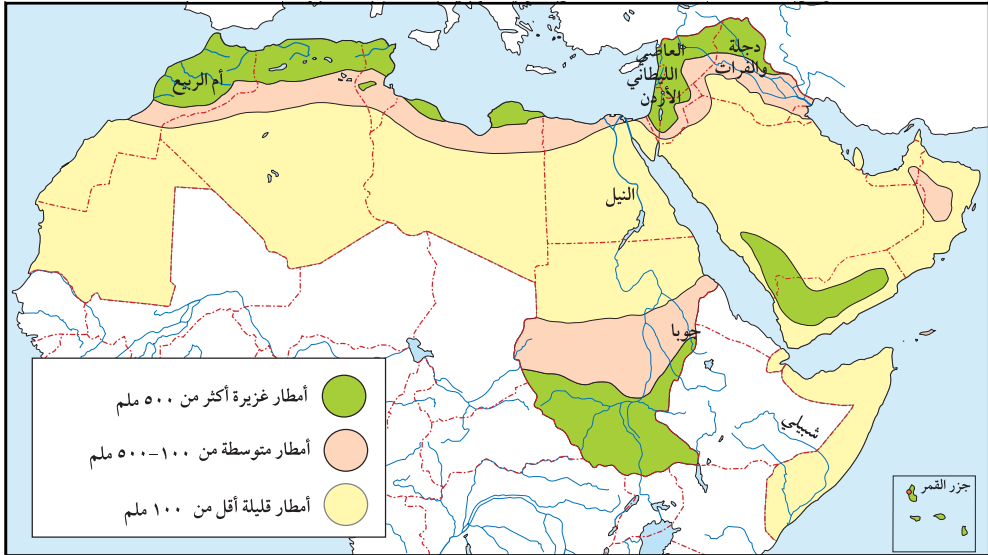 العاضي
الليطاني
الأردن
دجلة
والفرات
أم الربيع
النيل
جوبا
شبيلي
جزر القمر
أمطار غزيرة أكثر من ٥٠٠ ملم
أمطار متوسطة من ١٠٠-٥٠٠ ملم
أمطار قليلة أقل من ١٠٠ ملم